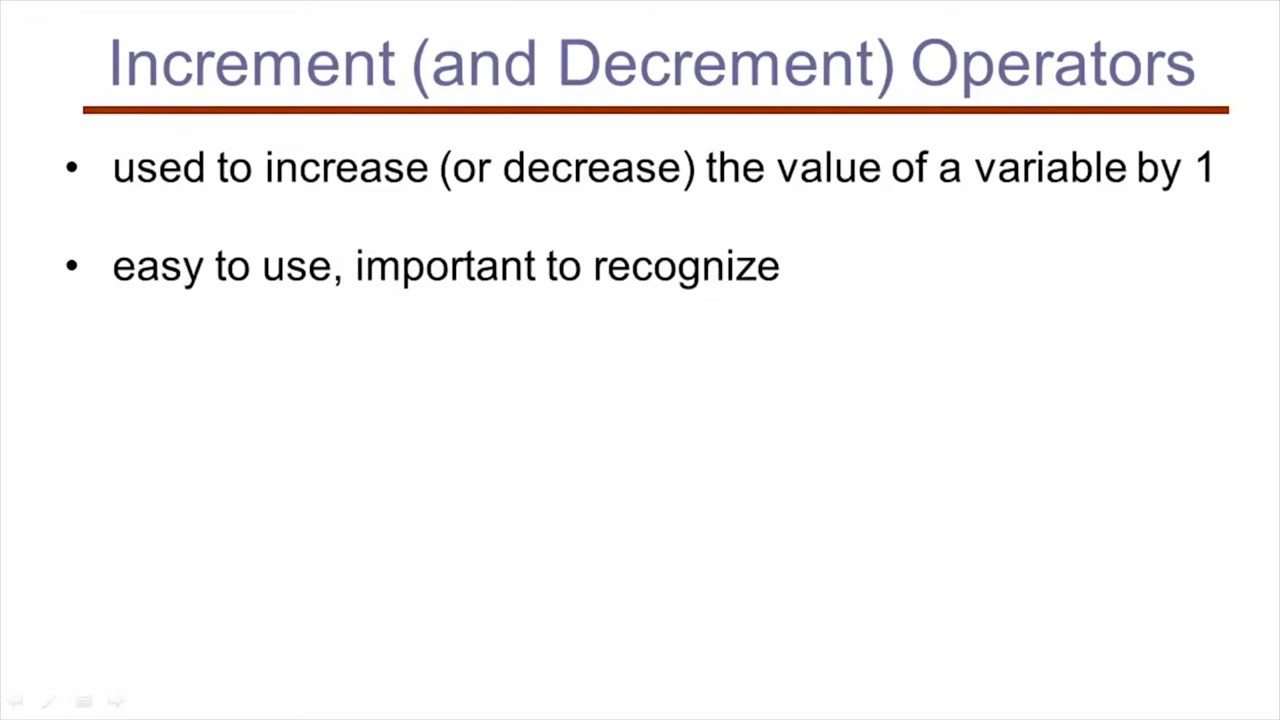 Increment (and Decrement) Operators
• used to increase (or decrease) the value of a variable by 1
• easy to use, important to recognize